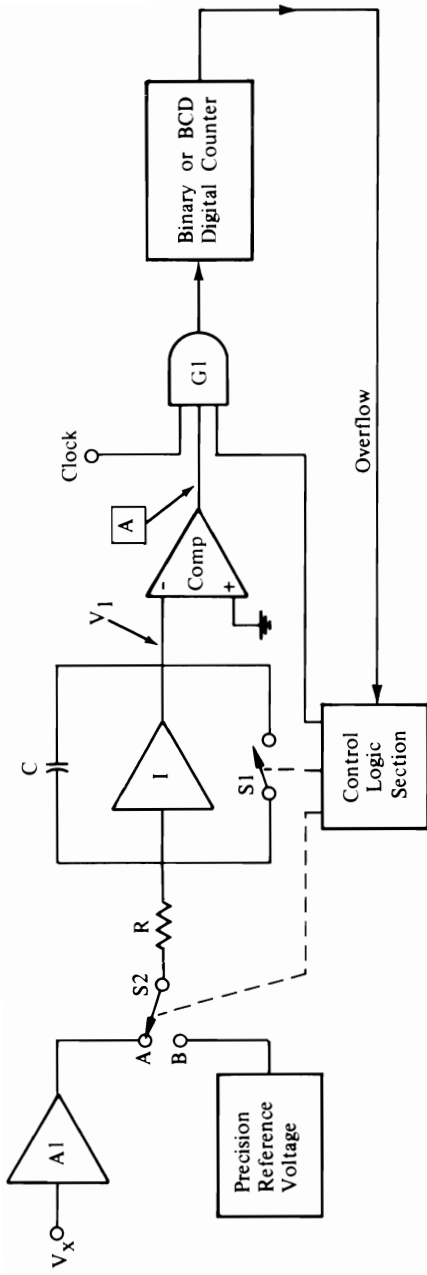 Vx
A1
A
B
Precision
Reference
Voltage
S2
R
C
I
S1
V1
-
+
Comp
A
Clock
G1
Binary or BCD
Digital Counter
Overflow
Control
Logic
Section